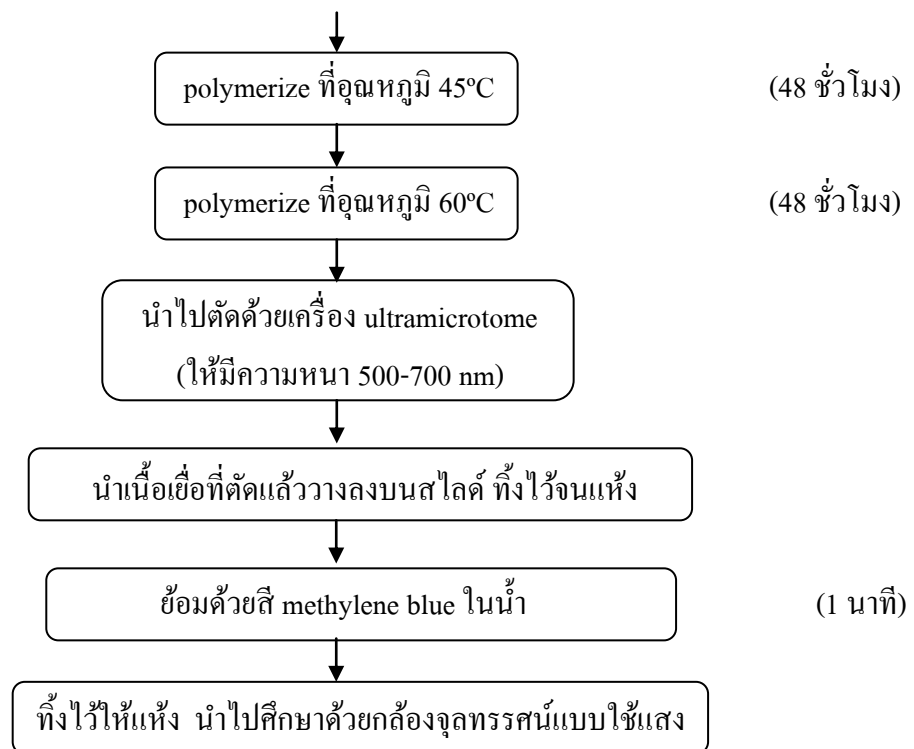 polymerize ที่อุณหภูมิ 45ºC (48 ชั่วโมง)
polymerize ที่อุณหภูมิ 60ºC (48 ชั่วโมง)
นำไปตัดด้วยเครื่อง ultramicrotome
(ให้มีความหนา 500-700 nm)
นำเนื้อเยื่อที่ตัดแล้ววางลงบนสไลด์ ทิ้งไว้จนแห้ง
ย้อมด้วยสี methylene blue ในน้ำ (1 นาที)
ทิ้งไว้ให้แห้ง นำไปศึกษาด้วยกล้องจุลทรรศน์แบบใช้แสง